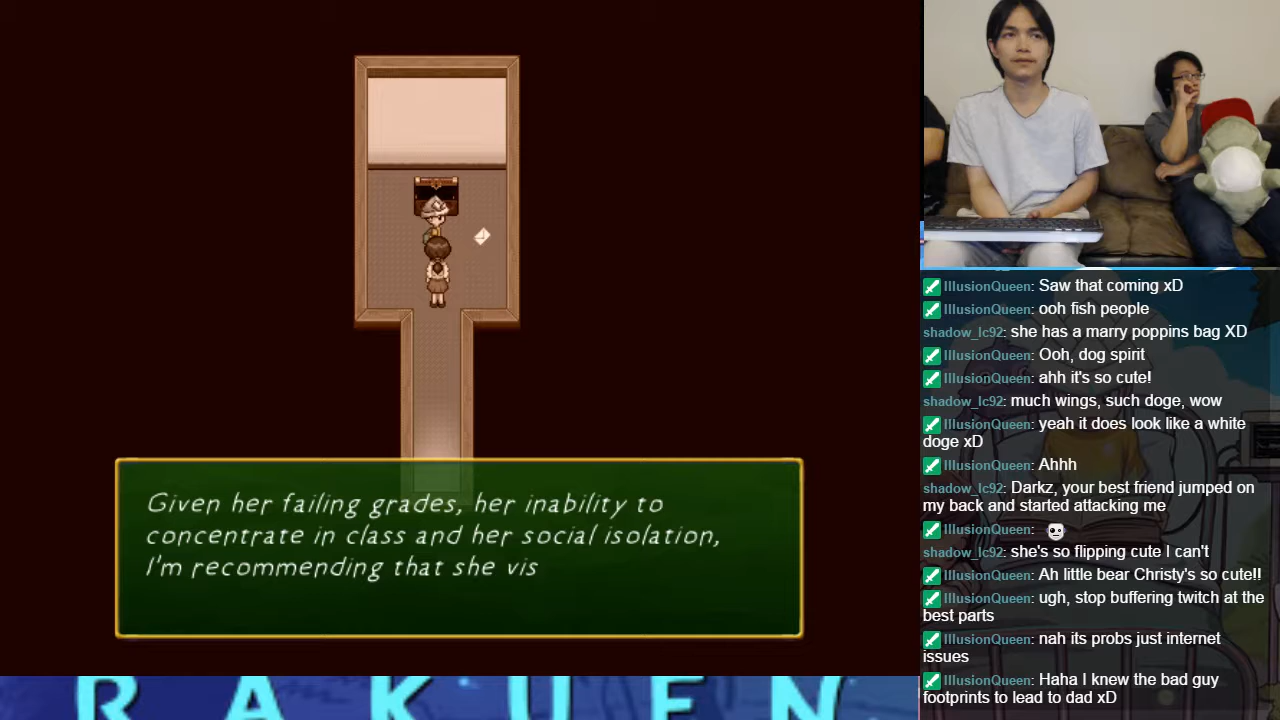 Given her failing grades, her inability to
concentrate in class and her social isolation,
I'm recommending that she vis
RAKUEN
IllusionQueen: Saw that coming xD
IllusionQueen: ooh fish people
shadow_lc92: she has a marry poppins bag XD
IllusionQueen: Ooh, dog spirit
IllusionQueen: ahh it's so cute!
shadow_lc92: much wings, such doge, wow
IllusionQueen: yeah it does look like a white
doge xD
IllusionQueen: Ahhh
shadow_lc92: Darkz, your best friend jumped on
my back and started attacking me
IllusionQueen:
shadow_lc92: she's so flipping cute I can't
IllusionQueen: Ah little bear Christy's so cute!!
IllusionQueen: ugh, stop buffering twitch at the
best parts
IllusionQueen: nah its probs just internet
issues
IllusionQueen: Haha I knew the bad guy
footprints to lead to dad xD